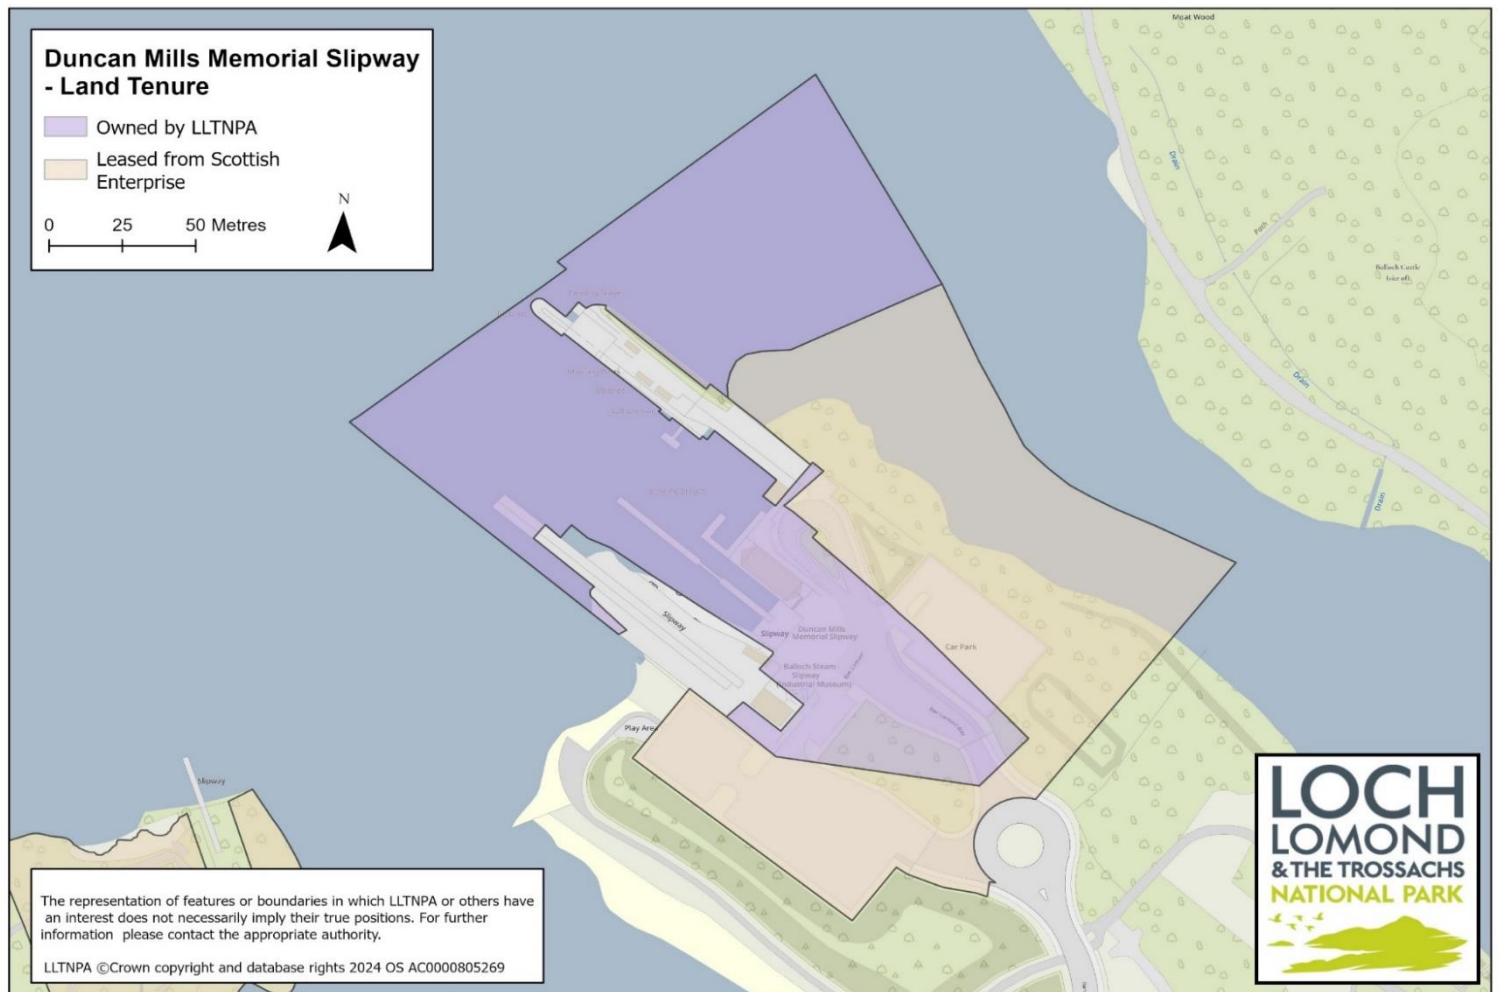 Duncan Mills Memorial Slipway
- Land Tenure
Owned by LLTNPA
Leased from Scottish
Enterprise
0 25 50 Metres
N
Moat Wood
Drain
Path
Balloch Castle
Drain
Drain
Slipway
Slipway
Duncan Mills
Memorial Slipway
Car Park
Balloch Steam
Slipway
(Industrial Museum)
Play Area
Slipway
The representation of features or boundaries in which LLTNPA or others have
an interest does not necessarily imply their true positions. For further
information please contact the appropriate authority.
LLTNPA ©Crown copyright and database rights 2024 OS AC0000805269
LOCH
LOMOND
& THE TROSSACHS
NATIONAL PARK